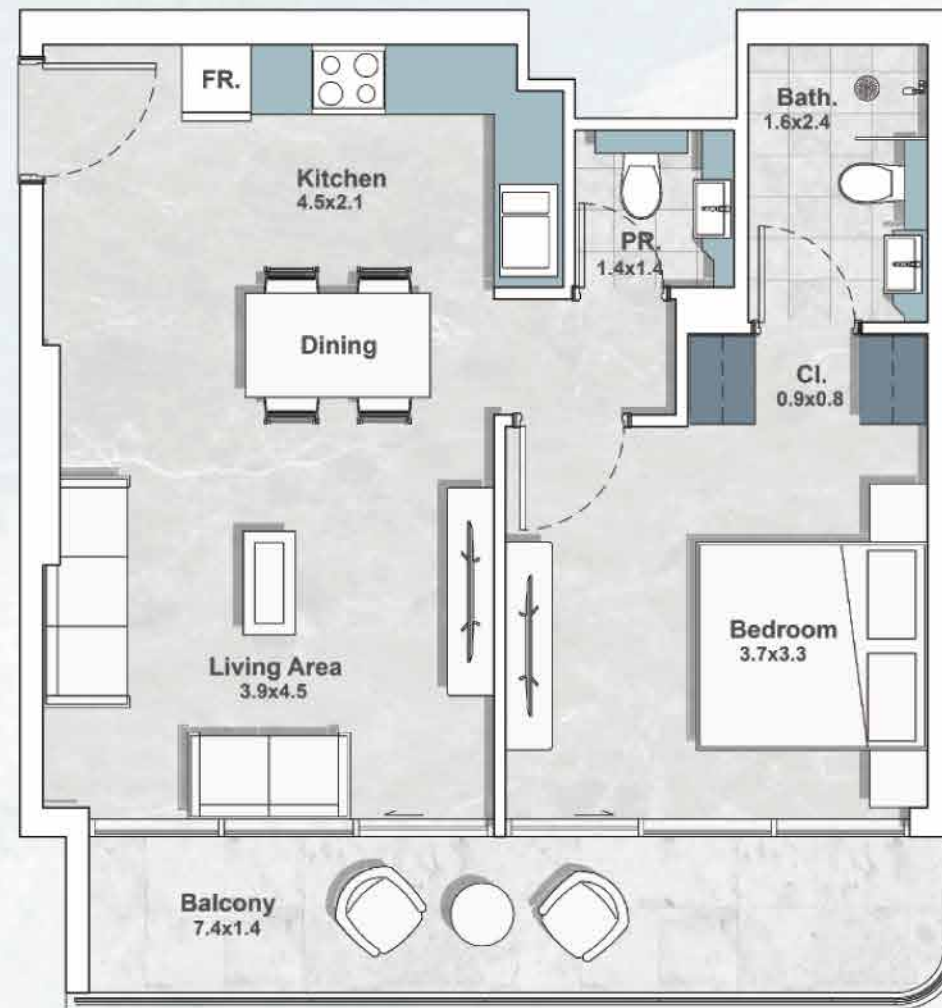 FR.
Bath.
1.6x2.4
Kitchen
4.5x2.1
PR.
1.4x1.4
Dining
Cl.
0.9x0.8
Bedroom
3.7x3.3
Living Area
3.9x4.5
Balcony
7.4x1.4